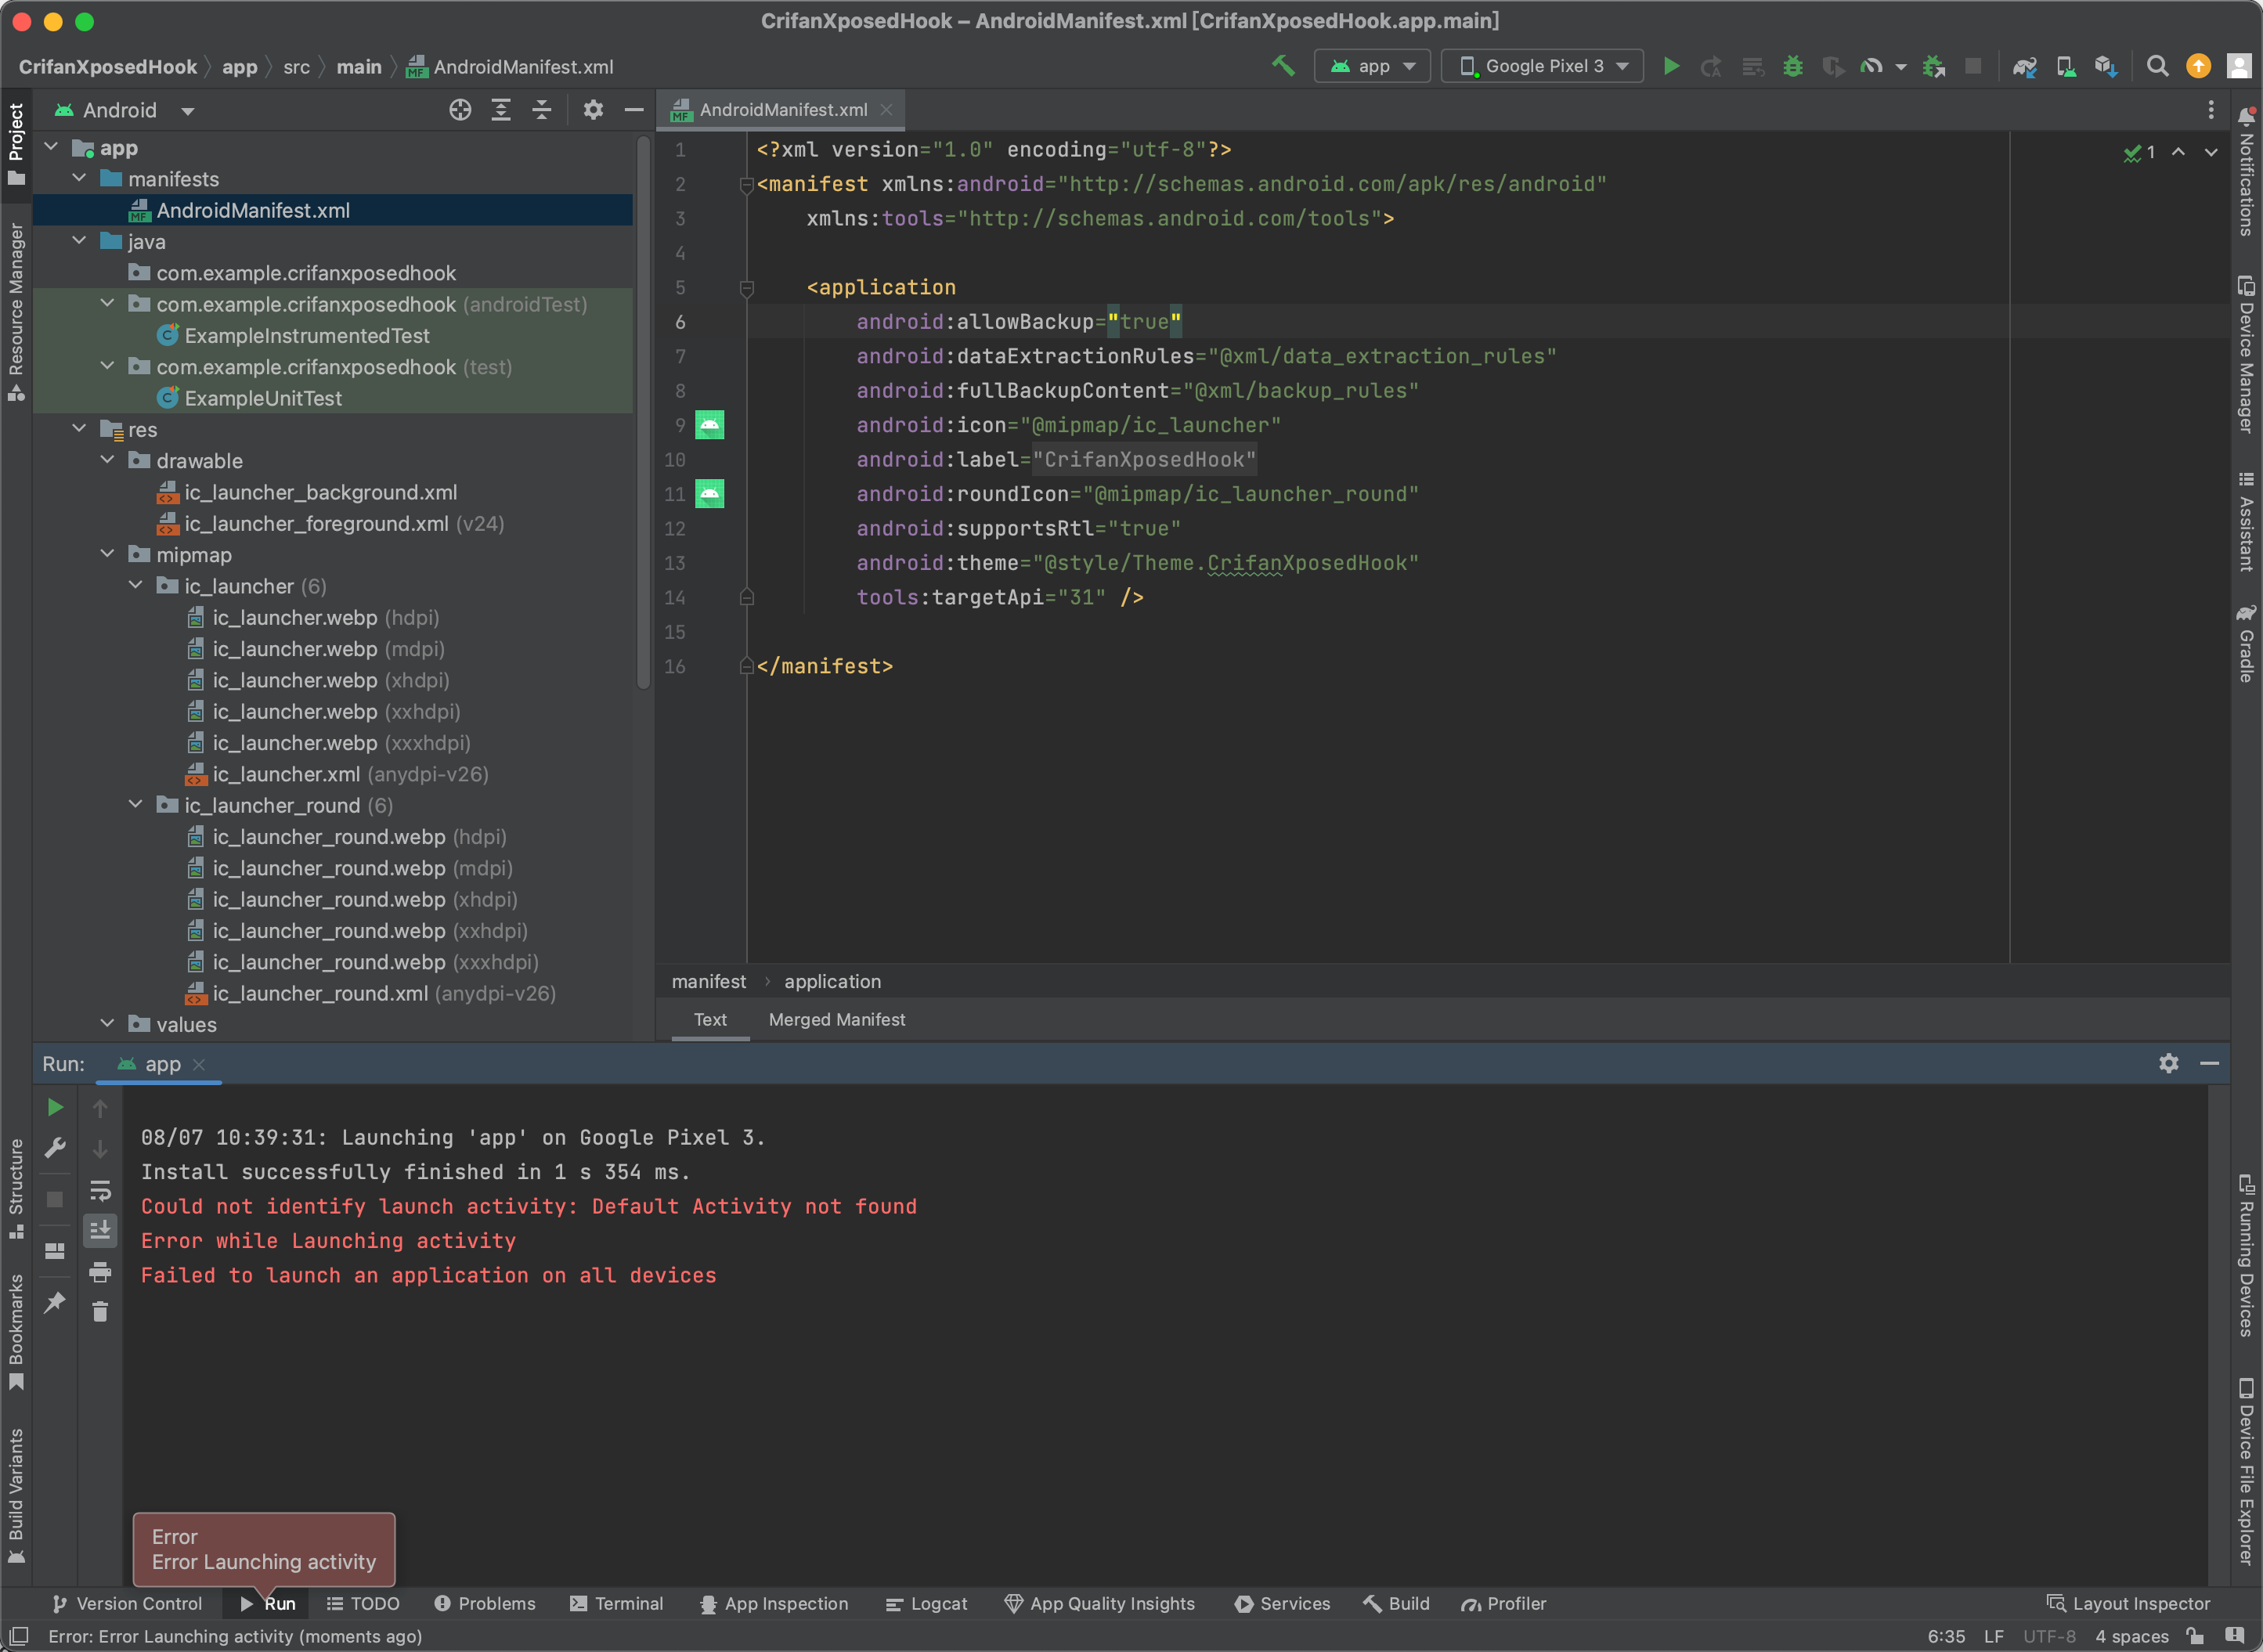 CrifanXposedHook – AndroidManifest.xml [CrifanXposedHook.app.main]
CrifanXposedHook app src main AndroidManifest.xml
app
Google Pixel 3
Project
Resource Manager
Structure
Bookmarks
Build Variants
Android
app
manifests
AndroidManifest.xml
java
com.example.crifanxposedhook
com.example.crifanxposedhook (androidTest)
ExampleInstrumentedTest
com.example.crifanxposedhook (test)
ExampleUnitTest
res
drawable
ic_launcher_background.xml
ic_launcher_foreground.xml (v24)
mipmap
ic_launcher (6)
ic_launcher.webp (hdpi)
ic_launcher.webp (mdpi)
ic_launcher.webp (xhdpi)
ic_launcher.webp (xxhdpi)
ic_launcher.webp (xxxhdpi)
ic_launcher.xml (anydpi-v26)
ic_launcher_round (6)
ic_launcher_round.webp (hdpi)
ic_launcher_round.webp (mdpi)
ic_launcher_round.webp (xhdpi)
ic_launcher_round.webp (xxhdpi)
ic_launcher_round.webp (xxxhdpi)
ic_launcher_round.xml (anydpi-v26)
values
AndroidManifest.xml
1 <?xml version="1.0" encoding="utf-8"?>
2 <manifest xmlns:android="http://schemas.android.com/apk/res/android"
3 xmlns:tools="http://schemas.android.com/tools">
4
5 <application
6 android:allowBackup="true"
7 android:dataExtractionRules="@xml/data_extraction_rules"
8 android:fullBackupContent="@xml/backup_rules"
9 android:icon="@mipmap/ic_launcher"
10 android:label="CrifanXposedHook"
11 android:roundIcon="@mipmap/ic_launcher_round"
12 android:supportsRtl="true"
13 android:theme="@style/Theme.CrifanXposedHook"
14 tools:targetApi="31" />
15
16 </manifest>
1
manifest application
Text Merged Manifest
Notifications
Device Manager
Assistant
Gradle
Running Devices
Device File Explorer
Run: app
08/07 10:39:31: Launching 'app' on Google Pixel 3.
Install successfully finished in 1 s 354 ms.
Could not identify launch activity: Default Activity not found
Error while Launching activity
Failed to launch an application on all devices
Error
Error Launching activity
Version Control Run TODO Problems Terminal App Inspection Logcat App Quality Insights Services Build Profiler Layout Inspector
Error: Error Launching activity (moments ago) 6:35 LF UTF-8 4 spaces